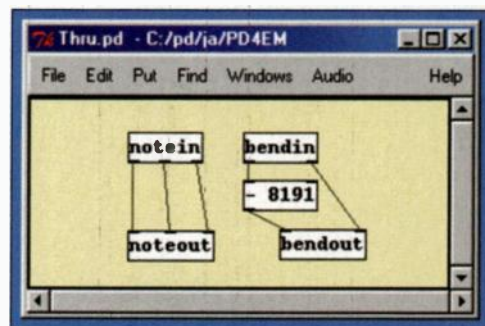 Thru.pd - C:/pd/ja/PD4EM
File Edit Put Find Windows Audio Help
notein bendin
- 8191
noteout bendout